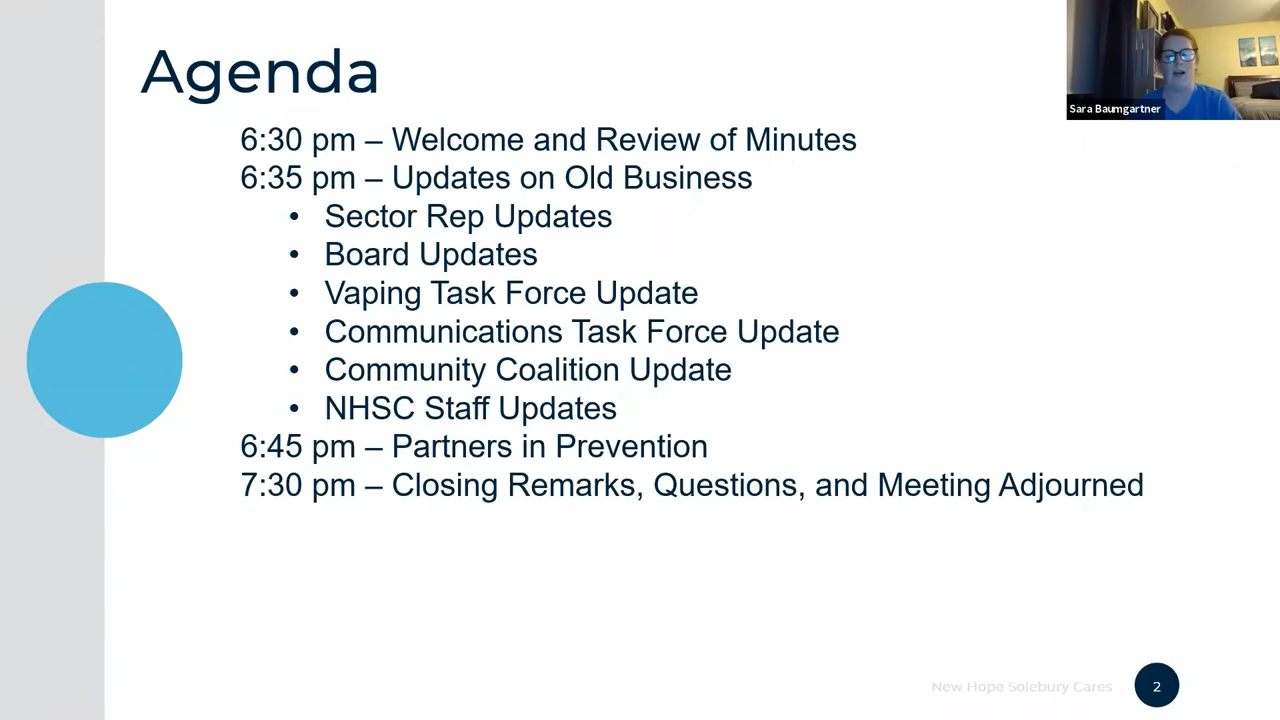 Agenda
Sara Baumgartner
6:30 pm – Welcome and Review of Minutes
6:35 pm – Updates on Old Business
• Sector Rep Updates
• Board Updates
• Vaping Task Force Update
• Communications Task Force Update
• Community Coalition Update
• NHSC Staff Updates
6:45 pm – Partners in Prevention
7:30 pm – Closing Remarks, Questions, and Meeting Adjourned
New Hope Solebury Cares
2